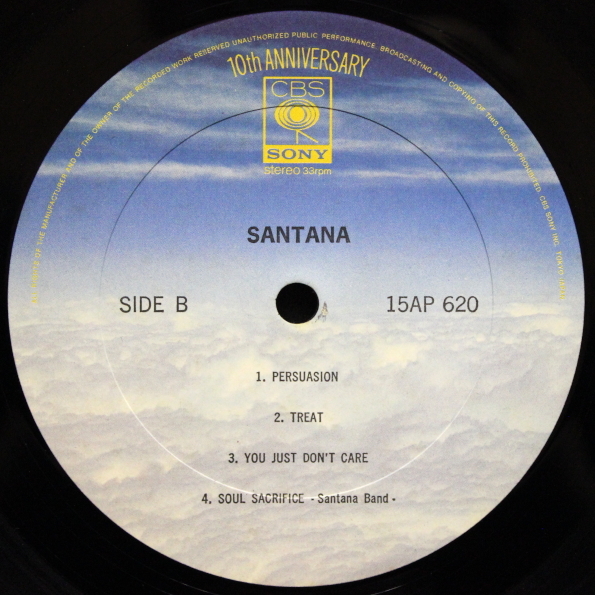 ALL RIGHTS OF THE MANUFACTURER AND OF THE OWNER OF THE RECORDED WORK RESERVED UNAUTHORIZED PUBLIC PERFORMANCE, BROADCASTING AND COPYING OF THIS RECORD PROHIBITED. CBS SONY INC. TOKYO
10th ANNIVERSARY
CBS
SONY
stereo 33rpm
SANTANA
SIDE B
15AP 620
1. PERSUASION
2. TREAT
3. YOU JUST DON'T CARE
4. SOUL SACRIFICE - Santana Band -